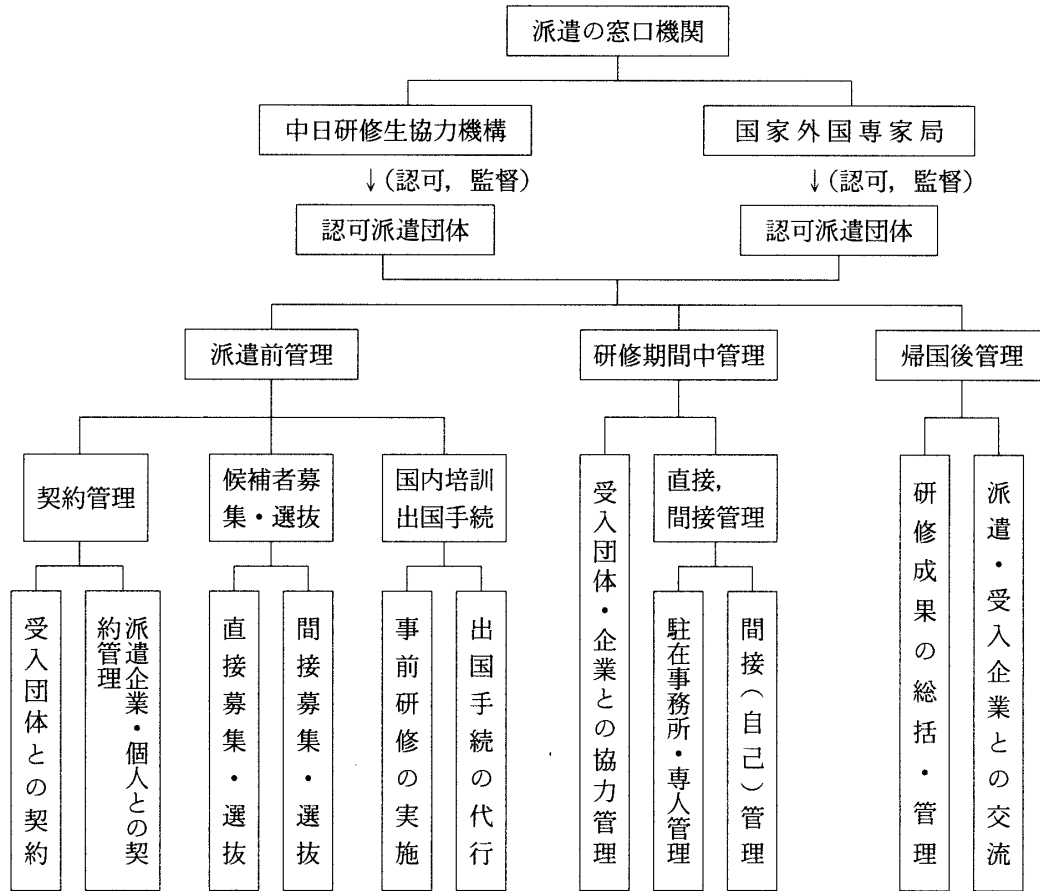 派遣の窓口機関
中日研修生協力機構
国家外国専家局
↓(認可，監督)
↓(認可，監督)
認可派遣団体
認可派遣団体
派遣前管理
研修期間中管理
帰国後管理
契約管理
候補者募
集・選抜
国内培訓
出国手続
受入団体・企業との協力管理
直接，
間接管理
研修成果の総括・管理
派遣・受入企業との交流
受入団体との契約
派遣企業・個人との契
約管理
直接募集・選抜
間接募集・選抜
事前研修の実施
出国手続の代行
駐在事務所・専人管理
間接（自己）管理